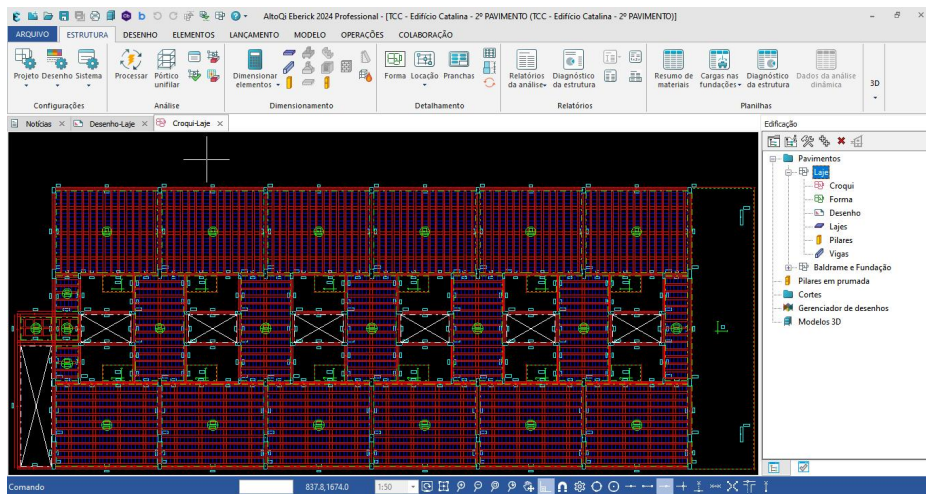 AltoQi Eberick 2024 Professional - [TCC - Edifício Catalina - 2º PAVIMENTO (TCC - Edifício Catalina - 2º PAVIMENTO)]
ARQUIVO ESTRUTURA DESENHO ELEMENTOS LANÇAMENTO MODELO OPERAÇÕES COLABORAÇÃO
Projeto Desenho Sistema
Processar Pórtico unifilar
Dimensionar elementos
Forma Locação Pranchas
Relatórios da análise Diagnóstico da estrutura
Resumo de materiais Cargas nas fundações Diagnóstico da estrutura Dados da análise dinâmica
3D
Configurações Análise Dimensionamento Detalhamento Relatórios Planilhas
Notícias Desenho-Laje Croqui-Laje
Edificação
Pavimentos
Laje
Croqui
Forma
Desenho
Lajes
Pilares
Vigas
Baldrame e Fundação
Pilares em prumada
Cortes
Gerenciador de desenhos
Modelos 3D
Comando 837.8,1674.0 1:50